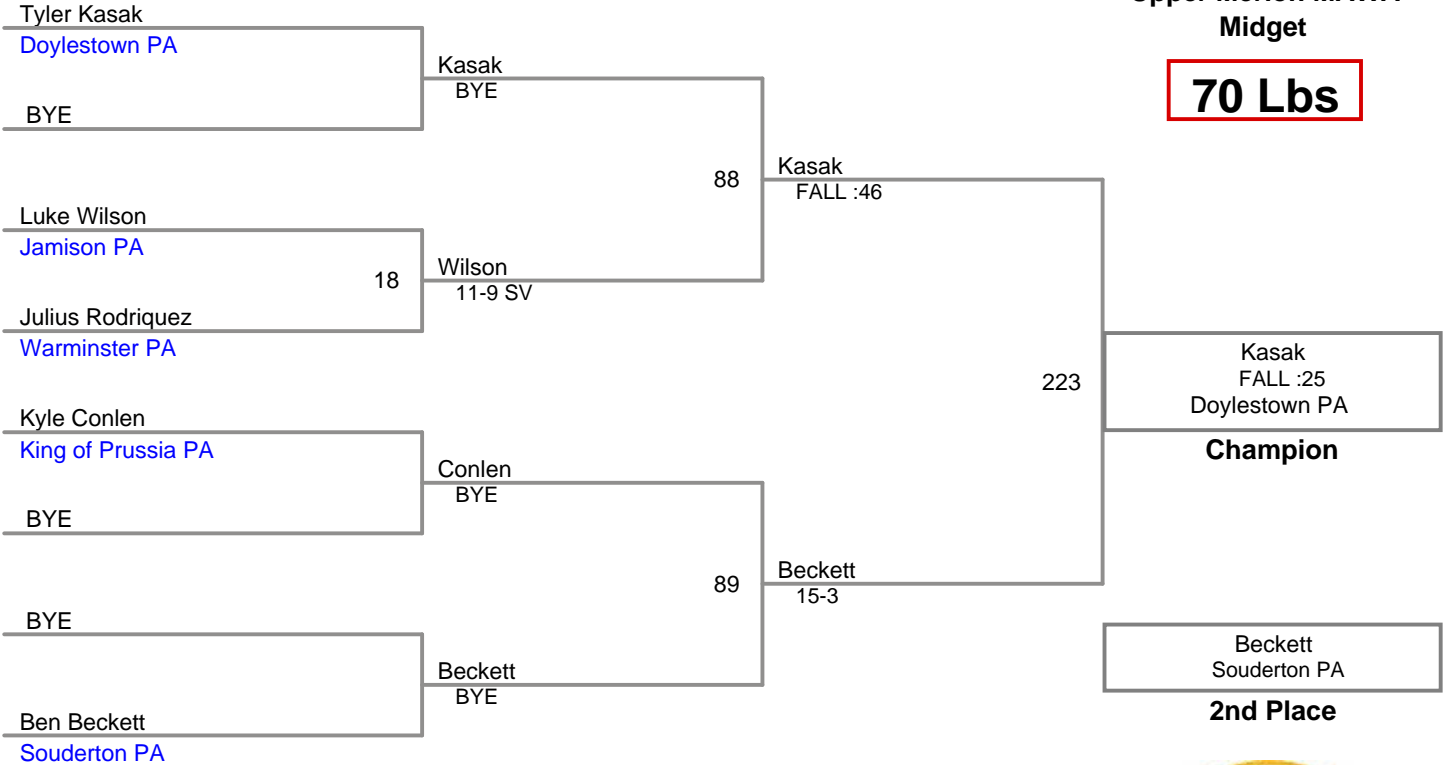 Midget
70 Lbs
Tyler Kasak
Doylestown PA
BYE
Kasak
BYE
Luke Wilson
Jamison PA
Julius Rodriquez
Warminster PA
18
Wilson
11-9 SV
88
Kasak
FALL :46
Kyle Conlen
King of Prussia PA
BYE
Conlen
BYE
BYE
Ben Beckett
Souderton PA
Beckett
BYE
89
Beckett
15-3
223
Kasak
FALL :25
Doylestown PA
Champion
Beckett
Souderton PA
2nd Place